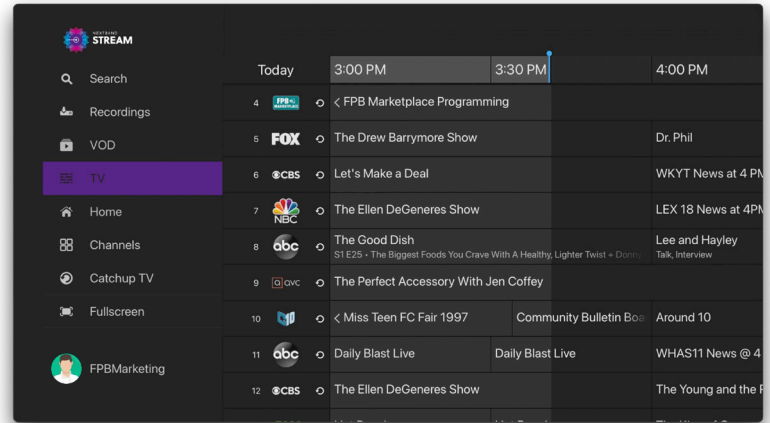 NEXTBAND
STREAM
Search
Recordings
VOD
TV
Home
Channels
Catchup TV
Fullscreen
FPBMarketing
Today 3:00 PM 3:30 PM 4:00 PM
4 FPB MARKETPLACE < FPB Marketplace Programming
5 FOX The Drew Barrymore Show Dr. Phil
6 CBS Let's Make a Deal WKYT News at 4 PM
7 NBC The Ellen DeGeneres Show LEX 18 News at 4PM
8 abc The Good Dish Lee and Hayley
S1 E25 • The Biggest Foods You Crave With A Healthy, Lighter Twist + Donny Talk, Interview
9 Q QVC The Perfect Accessory With Jen Coffey
10 < Miss Teen FC Fair 1997 Community Bulletin Boa Around 10
11 abc Daily Blast Live Daily Blast Live WHAS11 News @ 4
12 CBS The Ellen DeGeneres Show The Young and the